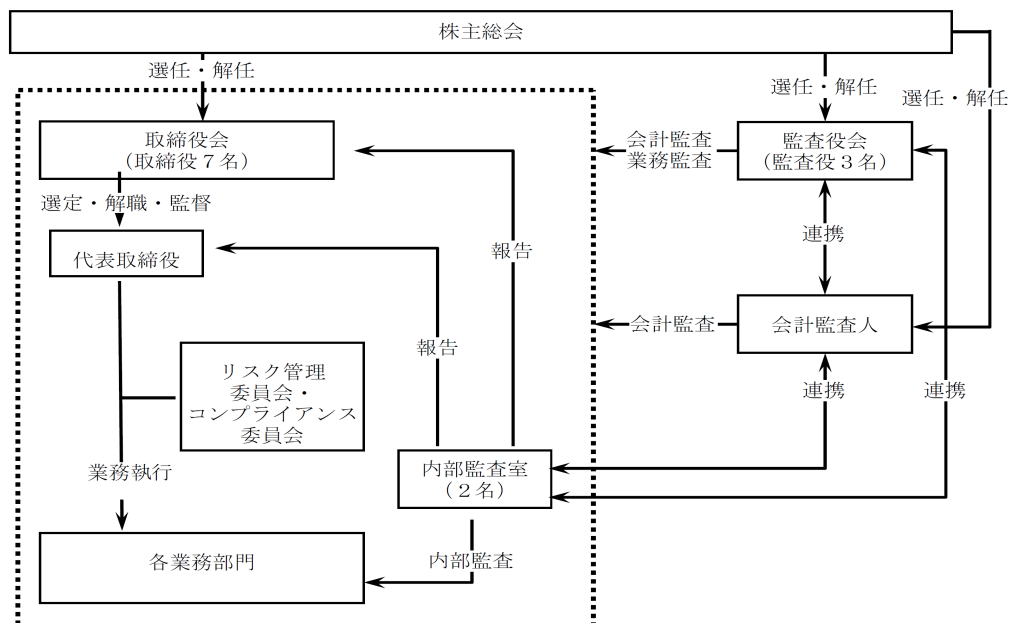 株主総会
選任・解任
選任・解任
選任・解任
取締役会
（取締役７名）
会計監査
業務監査
監査役会
（監査役３名）
選定・解職・監督
連携
代表取締役
報告
会計監査
会計監査人
報告
リスク管理
委員会・
コンプライアンス
委員会
連携
連携
業務執行
内部監査室
（２名）
各業務部門
内部監査